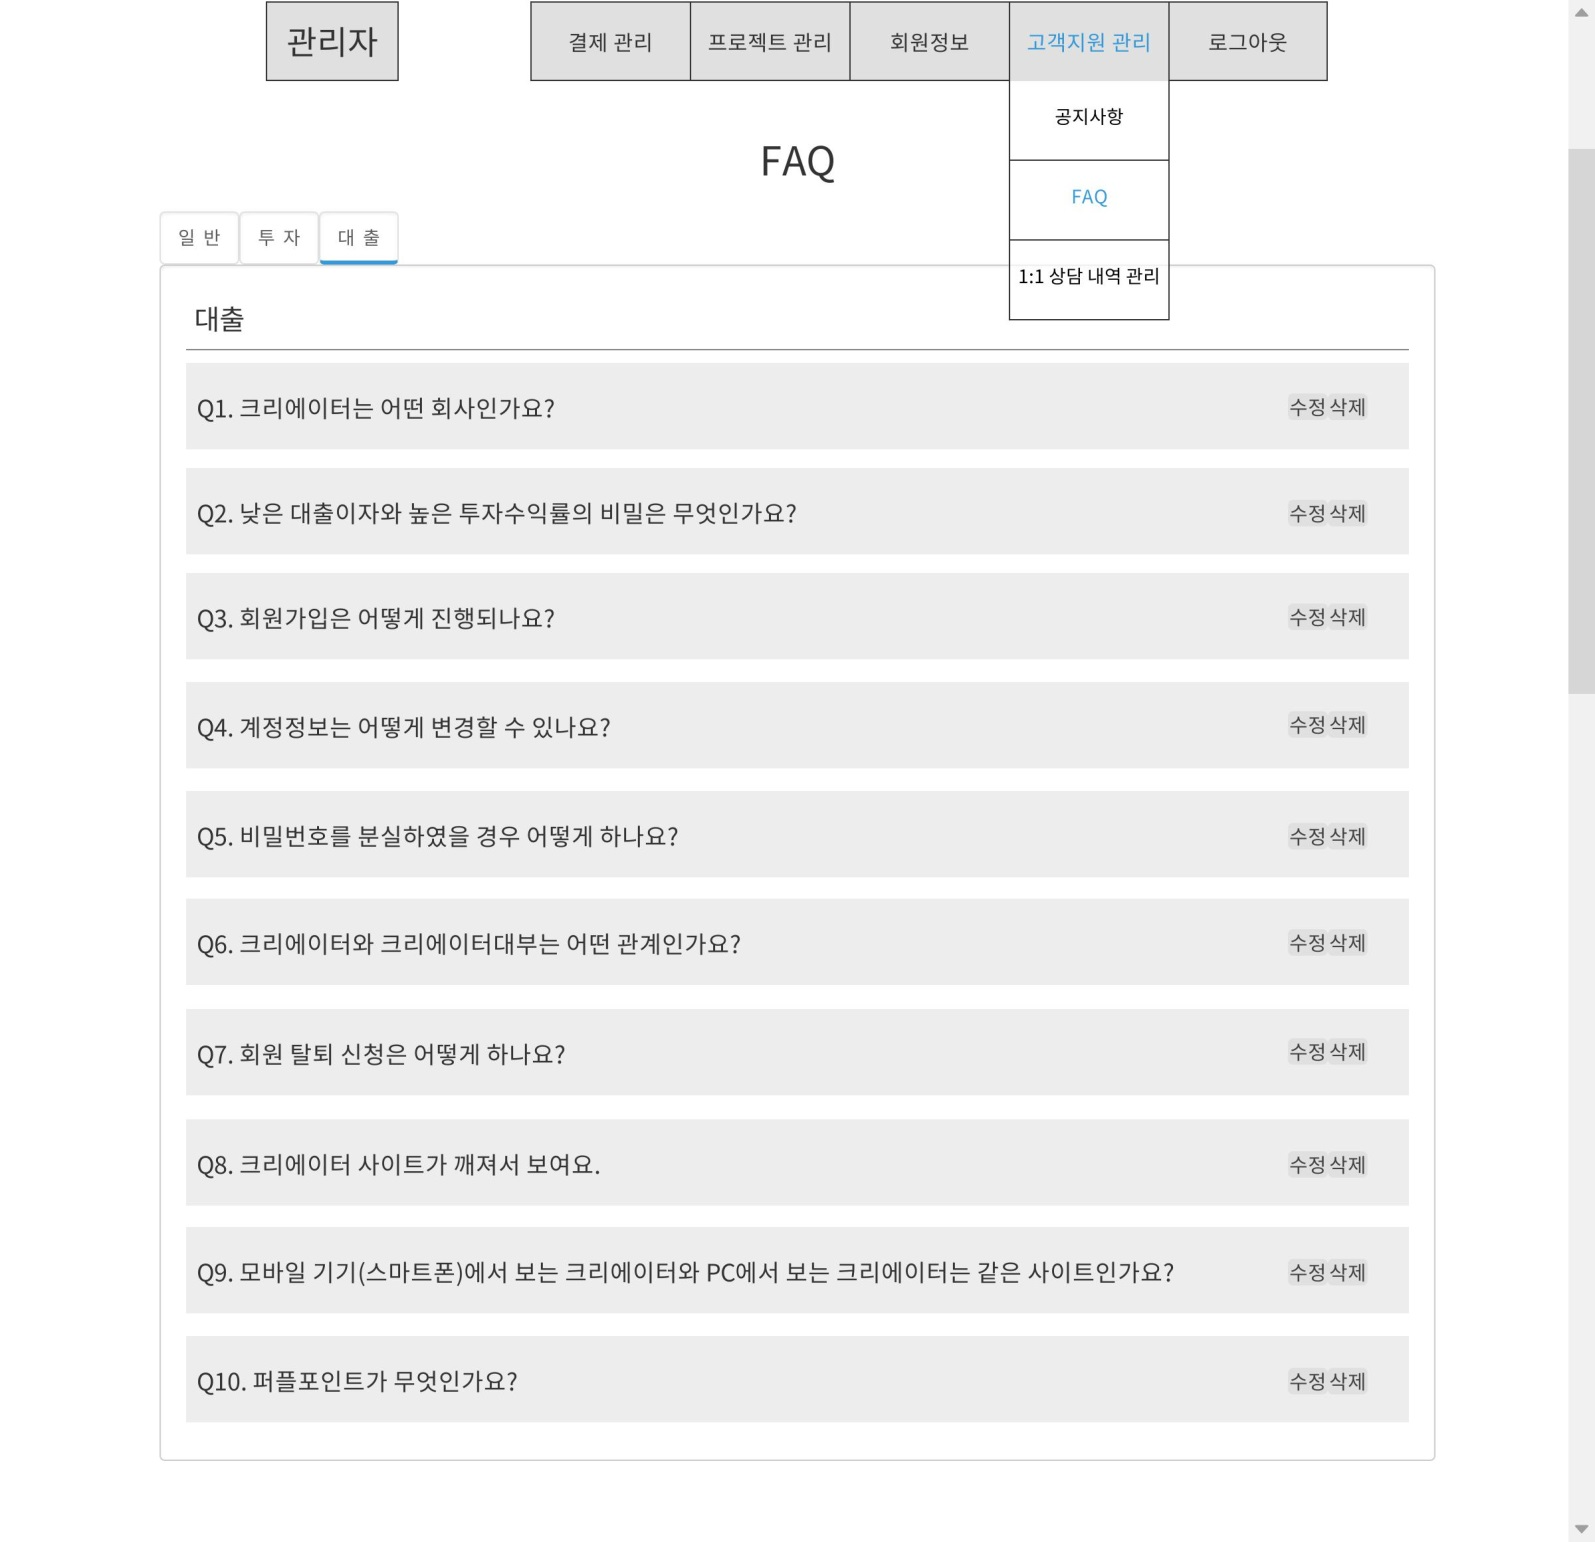 관리자
결제 관리
프로젝트 관리
회원정보
고객지원 관리
로그아웃
공지사항
FAQ
1:1 상담 내역 관리
FAQ
일 반
투 자
대 출
대출
Q1. 크리에이터는 어떤 회사인가요?
수정 삭제
Q2. 낮은 대출이자와 높은 투자수익률의 비밀은 무엇인가요?
수정 삭제
Q3. 회원가입은 어떻게 진행되나요?
수정 삭제
Q4. 계정정보는 어떻게 변경할 수 있나요?
수정 삭제
Q5. 비밀번호를 분실하였을 경우 어떻게 하나요?
수정 삭제
Q6. 크리에이터와 크리에이터대부는 어떤 관계인가요?
수정 삭제
Q7. 회원 탈퇴 신청은 어떻게 하나요?
수정 삭제
Q8. 크리에이터 사이트가 깨져서 보여요.
수정 삭제
Q9. 모바일 기기(스마트폰)에서 보는 크리에이터와 PC에서 보는 크리에이터는 같은 사이트인가요?
수정 삭제
Q10. 퍼플포인트가 무엇인가요?
수정 삭제